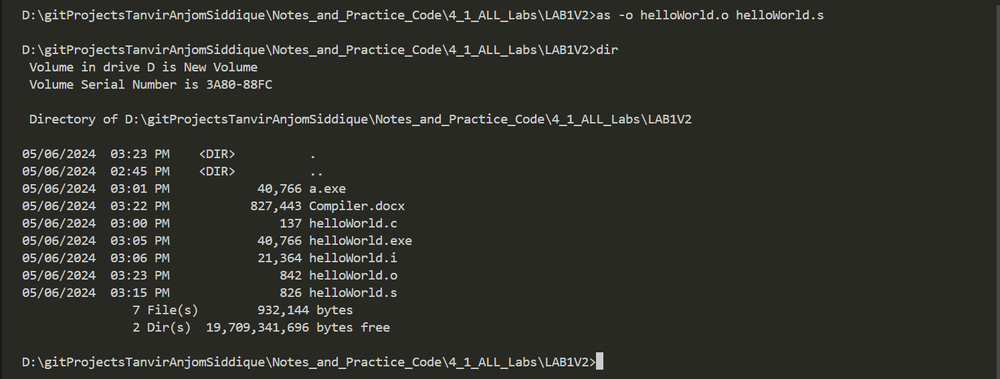 D:\gitProjectsTanvirAnjomSiddique\Notes_and_Practice_Code\4_1_ALL_Labs\LAB1V2>as -o helloWorld.o helloWorld.s
D:\gitProjectsTanvirAnjomSiddique\Notes_and_Practice_Code\4_1_ALL_Labs\LAB1V2>dir
 Volume in drive D is New Volume
 Volume Serial Number is 3A80-88FC
 Directory of D:\gitProjectsTanvirAnjomSiddique\Notes_and_Practice_Code\4_1_ALL_Labs\LAB1V2
05/06/2024  03:23 PM    <DIR>          .
05/06/2024  02:45 PM    <DIR>          ..
05/06/2024  03:01 PM            40,766 a.exe
05/06/2024  03:22 PM           827,443 Compiler.docx
05/06/2024  03:00 PM               137 helloWorld.c
05/06/2024  03:05 PM            40,766 helloWorld.exe
05/06/2024  03:06 PM            21,364 helloWorld.i
05/06/2024  03:23 PM               842 helloWorld.o
05/06/2024  03:15 PM               826 helloWorld.s
               7 File(s)        932,144 bytes
               2 Dir(s)  19,709,341,696 bytes free
D:\gitProjectsTanvirAnjomSiddique\Notes_and_Practice_Code\4_1_ALL_Labs\LAB1V2>